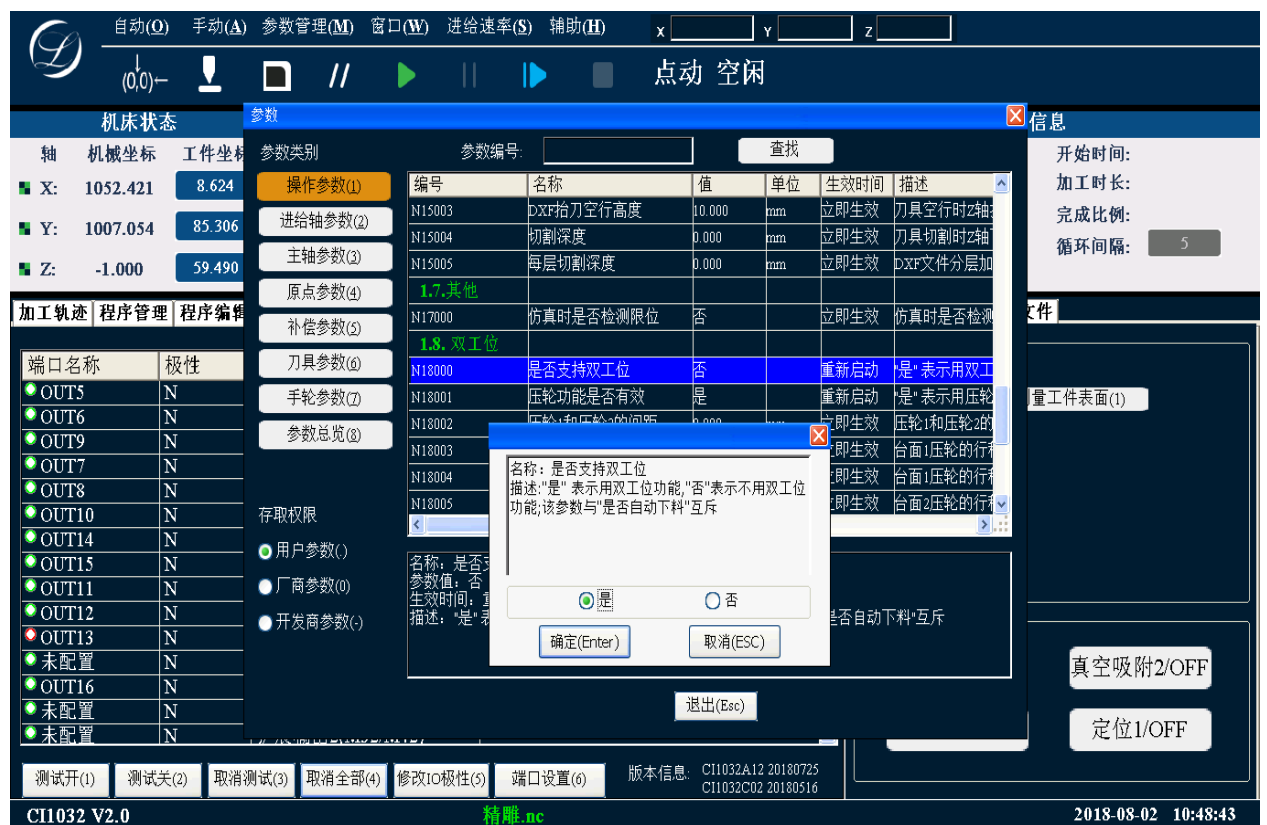 自动(O) 手动(A) 参数管理(M) 窗口(W) 进给速率(S) 辅助(H) X Y Z
(0,0)← // 点动 空闲
机床状态
信息
轴 机械坐标 工件坐标
X: 1052.421 8.624
Y: 1007.054 85.306
Z: -1.000 59.490
开始时间:
加工时长:
完成比例:
循环间隔: 5
加工轨迹 程序管理 程序编辑
文件
端口名称 极性
OUT5 N
OUT6 N
OUT9 N
OUT7 N
OUT8 N
OUT10 N
OUT14 N
OUT15 N
OUT11 N
OUT12 N
OUT13 N
未配置 N
OUT16 N
未配置 N
未配置 N
参数
参数类别 参数编号: 查找
操作参数(1)
进给轴参数(2)
主轴参数(3)
原点参数(4)
补偿参数(5)
刀具参数(6)
手轮参数(7)
参数总览(8)
存取权限
用户参数()
厂商参数(0)
开发商参数(-)
编号 名称 值 单位 生效时间 描述
N15003 DXF抬刀空行高度 10.000 mm 立即生效 刀具空行时Z轴
N15004 切割深度 0.000 mm 立即生效 刀具切割时Z轴
N15005 每层切割深度 0.000 mm 立即生效 DXF文件分层加
1.7.其他
N17000 仿真时是否检测限位 否 立即生效 仿真时是否检测
1.8. 双工位
N18000 是否支持双工位 否 重新启动 "是" 表示用双工
N18001 压轮功能是否有效 是 重新启动 "是" 表示用压轮
N18002 压轮1和压轮2的间距 0.000 mm 立即生效 压轮1和压轮2的
N18003 立即生效 台面1压轮的行
N18004 立即生效 台面1压轮的行
N18005 立即生效 台面2压轮的行
名称: 是否支
参数值: 否
生效时间:
描述: "是" 表
是否自动下料"互斥
名称: 是否支持双工位
描述:"是" 表示用双工位功能,"否"表示不用双工位
功能;该参数与"是否自动下料"互斥
是 否
确定(Enter) 取消(ESC)
退出(Esc)
量工件表面(1)
真空吸附2/OFF
定位1/OFF
测试开(1) 测试关(2) 取消测试(3) 取消全部(4) 修改IO极性(5) 端口设置(6) 版本信息: CI1032A12 20180725
CI1032C02 20180516
CI1032 V2.0 精雕.nc 2018-08-02 10:48:43